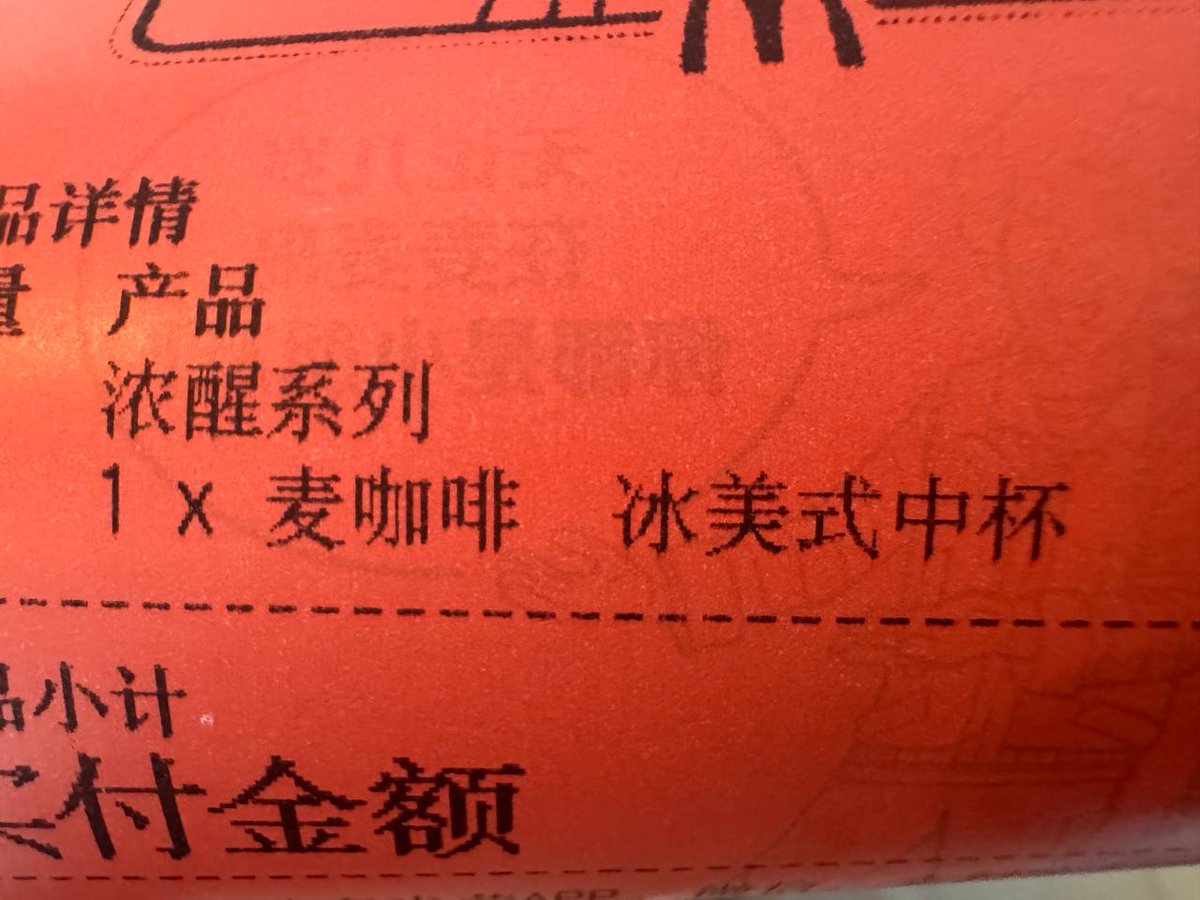 品详情
量 产品
浓醒系列
1 x 麦咖啡 冰美式中杯
品小计
实付金额